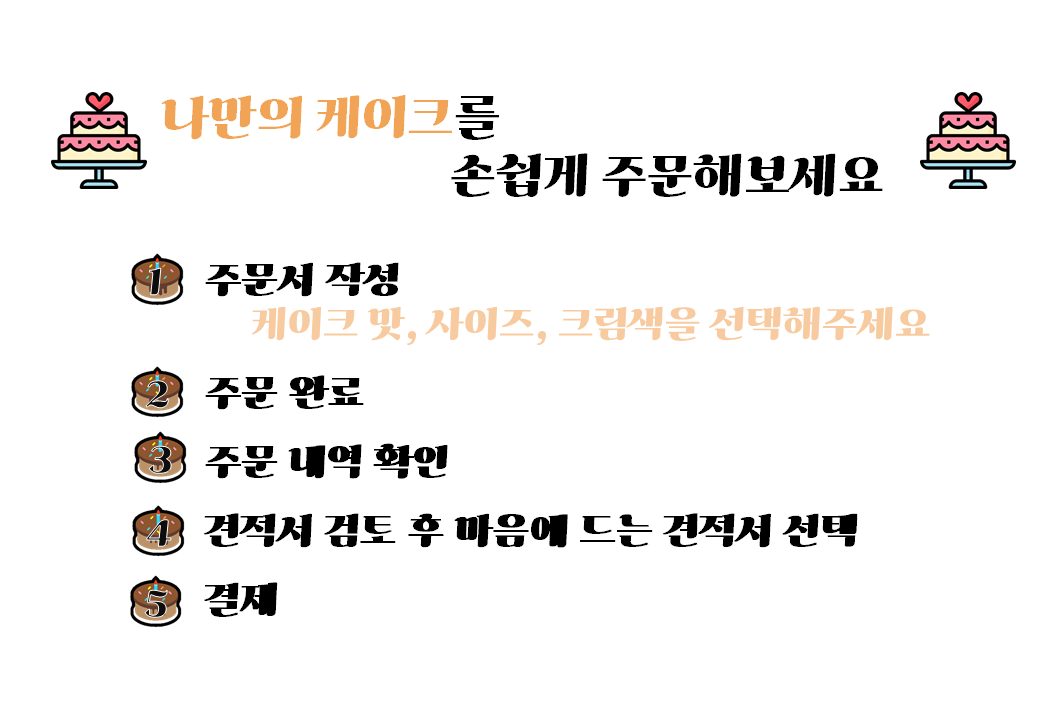 나만의 케이크를
손쉽게 주문해보세요
1 주문서 작성
케이크 맛, 사이즈, 크림색을 선택해주세요
2 주문 완료
3 주문 내역 확인
4 견적서 검토 후 마음에 드는 견적서 선택
5 결제